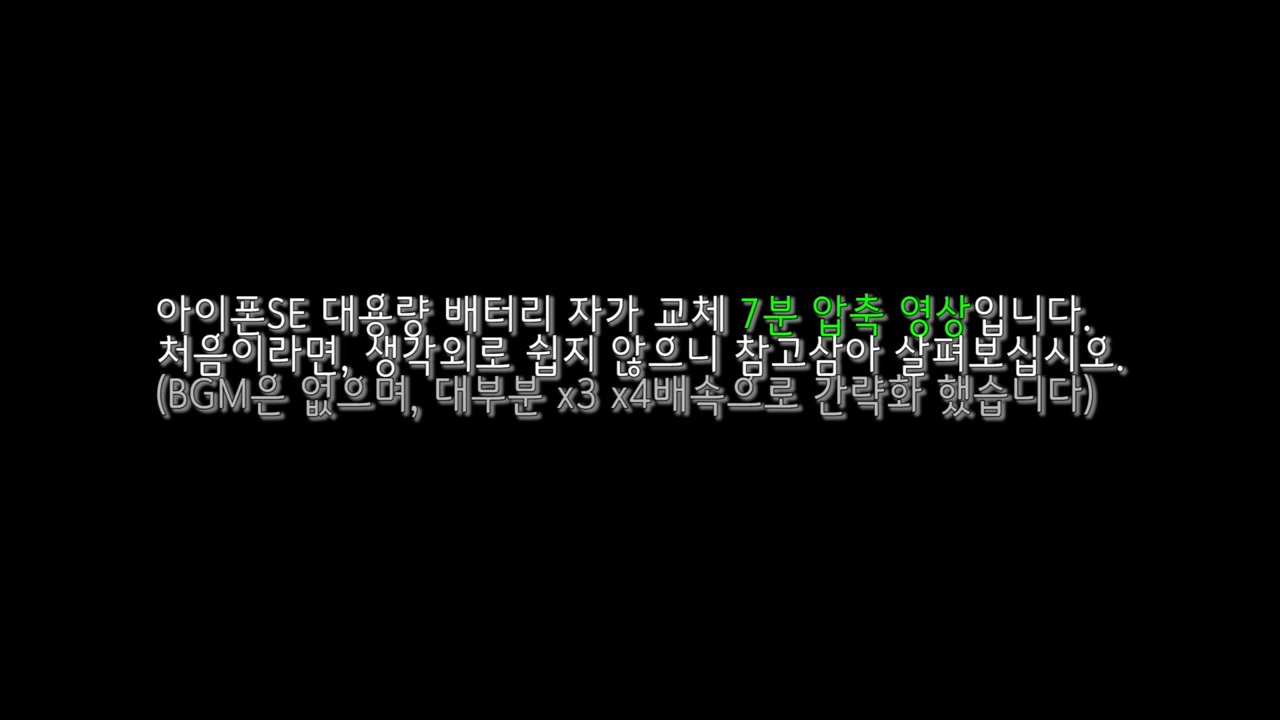 아이폰SE 대용량 배터리 자가 교체 7분 압축 영상입니다.
처음이라면, 생각외로 쉽지 않으니 참고삼아 살펴보십시오.
(BGM은 없으며, 대부분 x3 x4배속으로 간략화 했습니다)